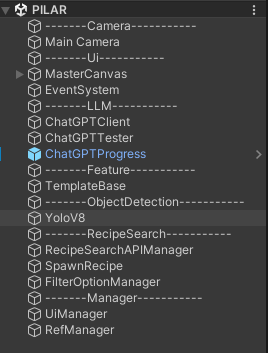 PILAR
-------Camera-----------
Main Camera
-------Ui-----------
MasterCanvas
EventSystem
-------LLM-----------
ChatGPTClient
ChatGPTTester
ChatGPTProgress
-------Feature-----------
TemplateBase
-------ObjectDetection-----------
YoloV8
-------RecipeSearch-----------
RecipeSearchAPIManager
SpawnRecipe
FilterOptionManager
-------Manager-----------
UiManager
RefManager